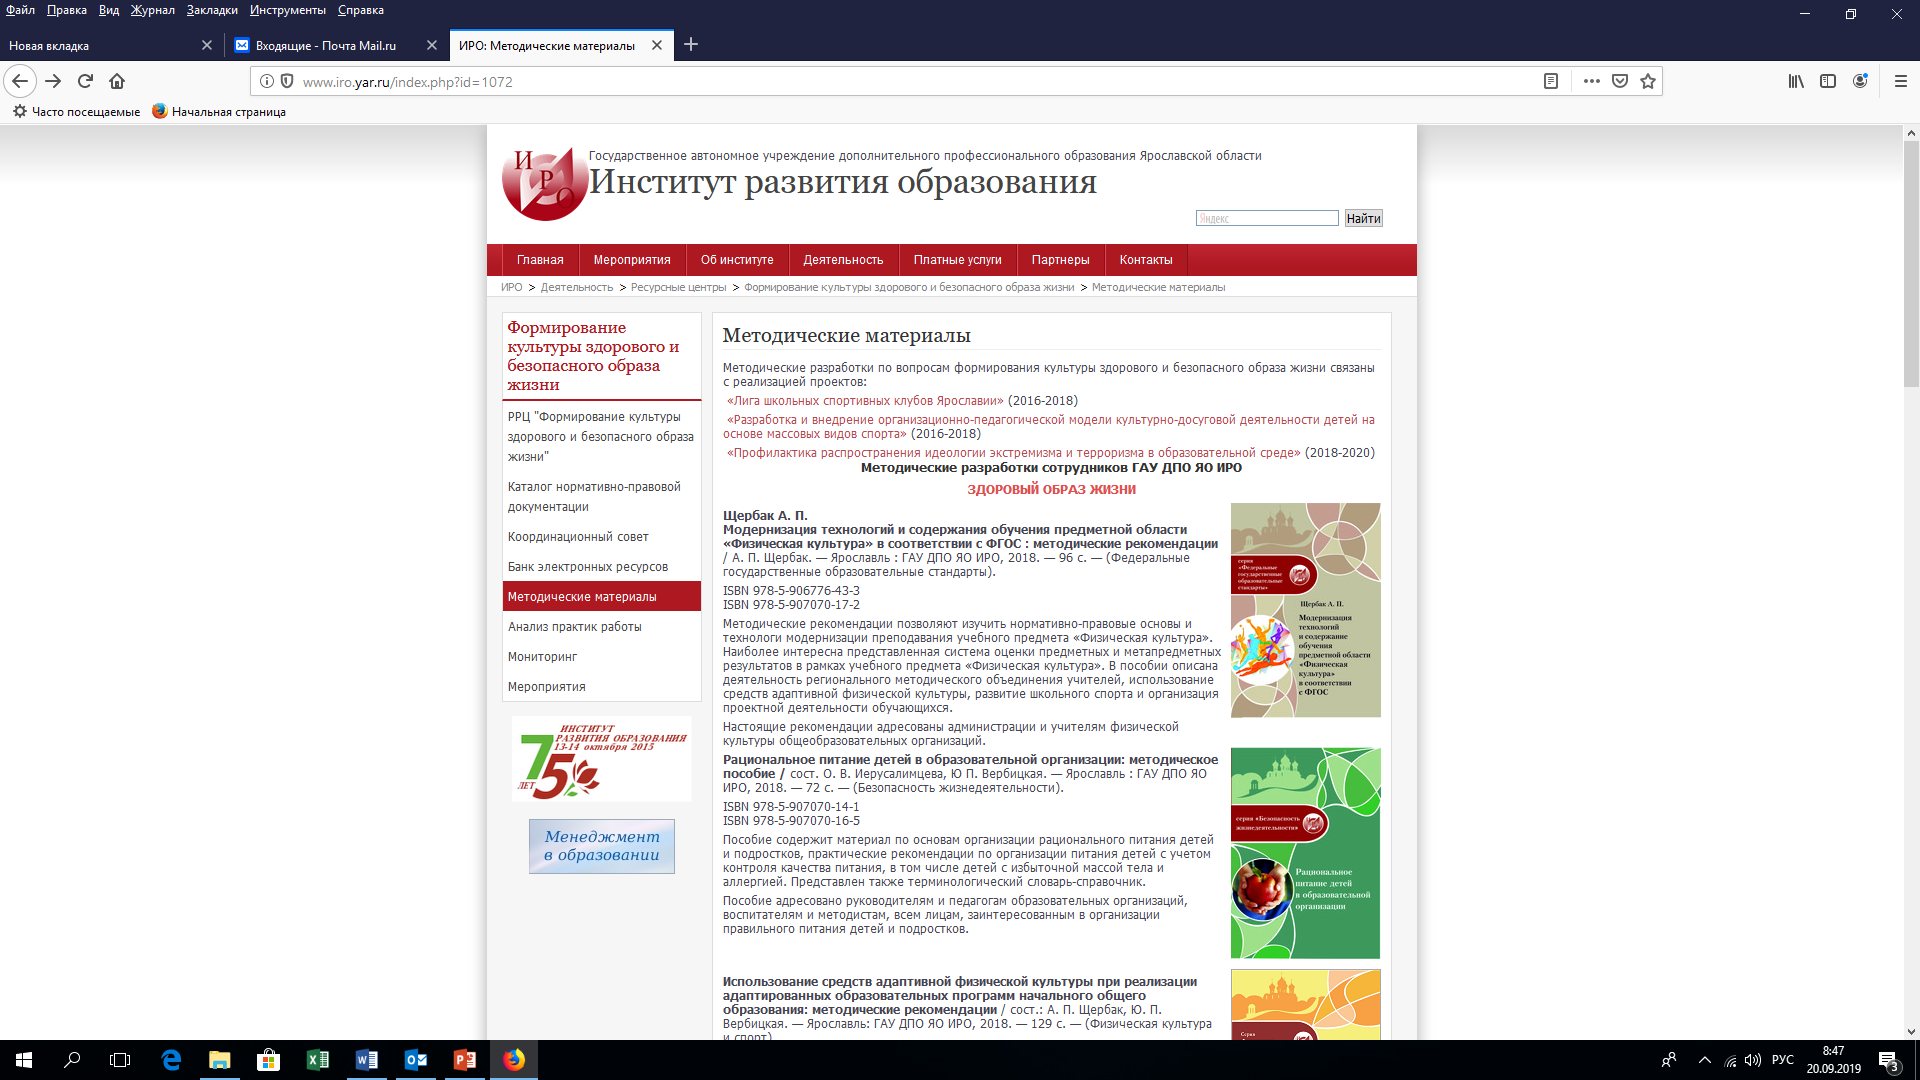 Файл Правка Вид Журнал Закладки Инструменты Справка
Новая вкладка
Входящие - Почта Mail.ru
ИРО: Методические материалы
www.iro.yar.ru/index.php?id=1072
Часто посещаемые
Начальная страница
И Р О
Государственное автономное учреждение дополнительного профессионального образования Ярославской области
Институт развития образования
Яндекс
Найти
Главная Мероприятия Об институте Деятельность Платные услуги Партнеры Контакты
ИРО > Деятельность > Ресурсные центры > Формирование культуры здорового и безопасного образа жизни > Методические материалы
Формирование
культуры здорового и
безопасного образа
жизни
РРЦ "Формирование культуры
здорового и безопасного образа
жизни"
Каталог нормативно-правовой
документации
Координационный совет
Банк электронных ресурсов
Методические материалы
Анализ практик работы
Мониторинг
Мероприятия
ИНСТИТУТ
РАЗВИТИЯ ОБРАЗОВАНИЯ
13-14 октября 2015
75
ЛЕТ
Менеджмент
в образовании
Методические материалы
Методические разработки по вопросам формирования культуры здорового и безопасного образа жизни связаны
с реализацией проектов:
«Лига школьных спортивных клубов Ярославии» (2016-2018)
«Разработка и внедрение организационно-педагогической модели культурно-досуговой деятельности детей на
основе массовых видов спорта» (2016-2018)
«Профилактика распространения идеологии экстремизма и терроризма в образовательной среде» (2018-2020)
Методические разработки сотрудников ГАУ ДПО ЯО ИРО
ЗДОРОВЫЙ ОБРАЗ ЖИЗНИ
Щербак А. П.
Модернизация технологий и содержания обучения предметной области
«Физическая культура» в соответствии с ФГОС : методические рекомендации
/ А. П. Щербак. — Ярославль : ГАУ ДПО ЯО ИРО, 2018. — 96 с. — (Федеральные
государственные образовательные стандарты).
ISBN 978-5-906776-43-3
ISBN 978-5-907070-17-2
Методические рекомендации позволяют изучить нормативно-правовые основы и
технологи модернизации преподавания учебного предмета «Физическая культура».
Наиболее интересна представленная система оценки предметных и метапредметных
результатов в рамках учебного предмета «Физическая культура». В пособии описана
деятельность регионального методического объединения учителей, использование
средств адаптивной физической культуры, развитие школьного спорта и организация
проектной деятельности обучающихся.
Настоящие рекомендации адресованы администрации и учителям физической
культуры общеобразовательных организаций.
серия
«Федеральные
государственные
образовательные
стандарты»
Щербак А. П.
Модернизация
технологий
и содержание
обучения
предметной области
«Физическая
культура»
в соответствии
с ФГОС
Рациональное питание детей в образовательной организации: методическое
пособие / сост. О. В. Иерусалимцева, Ю П. Вербицкая. — Ярославль : ГАУ ДПО ЯО
ИРО, 2018. — 72 с. — (Безопасность жизнедеятельности).
ISBN 978-5-907070-14-1
ISBN 978-5-907070-16-5
Пособие содержит материал по основам организации рационального питания детей
и подростков, практические рекомендации по организации питания детей с учетом
контроля качества питания, в том числе детей с избыточной массой тела и
аллергией. Представлен также терминологический словарь-справочник.
Пособие адресовано руководителям и педагогам образовательных организаций,
воспитателям и методистам, всем лицам, заинтересованным в организации
правильного питания детей и подростков.
серия «Безопасность
жизнедеятельности»
Рациональное
питание детей
в образовательной
организации
Использование средств адаптивной физической культуры при реализации
адаптированных образовательных программ начального общего
образования: методические рекомендации / сост.: А. П. Щербак, Ю. П.
Вербицкая. — Ярославль: ГАУ ДПО ЯО ИРО, 2018. — 129 с. — (Физическая культура
и спорт)
Серия
РУС
8:47
20.09.2019
3